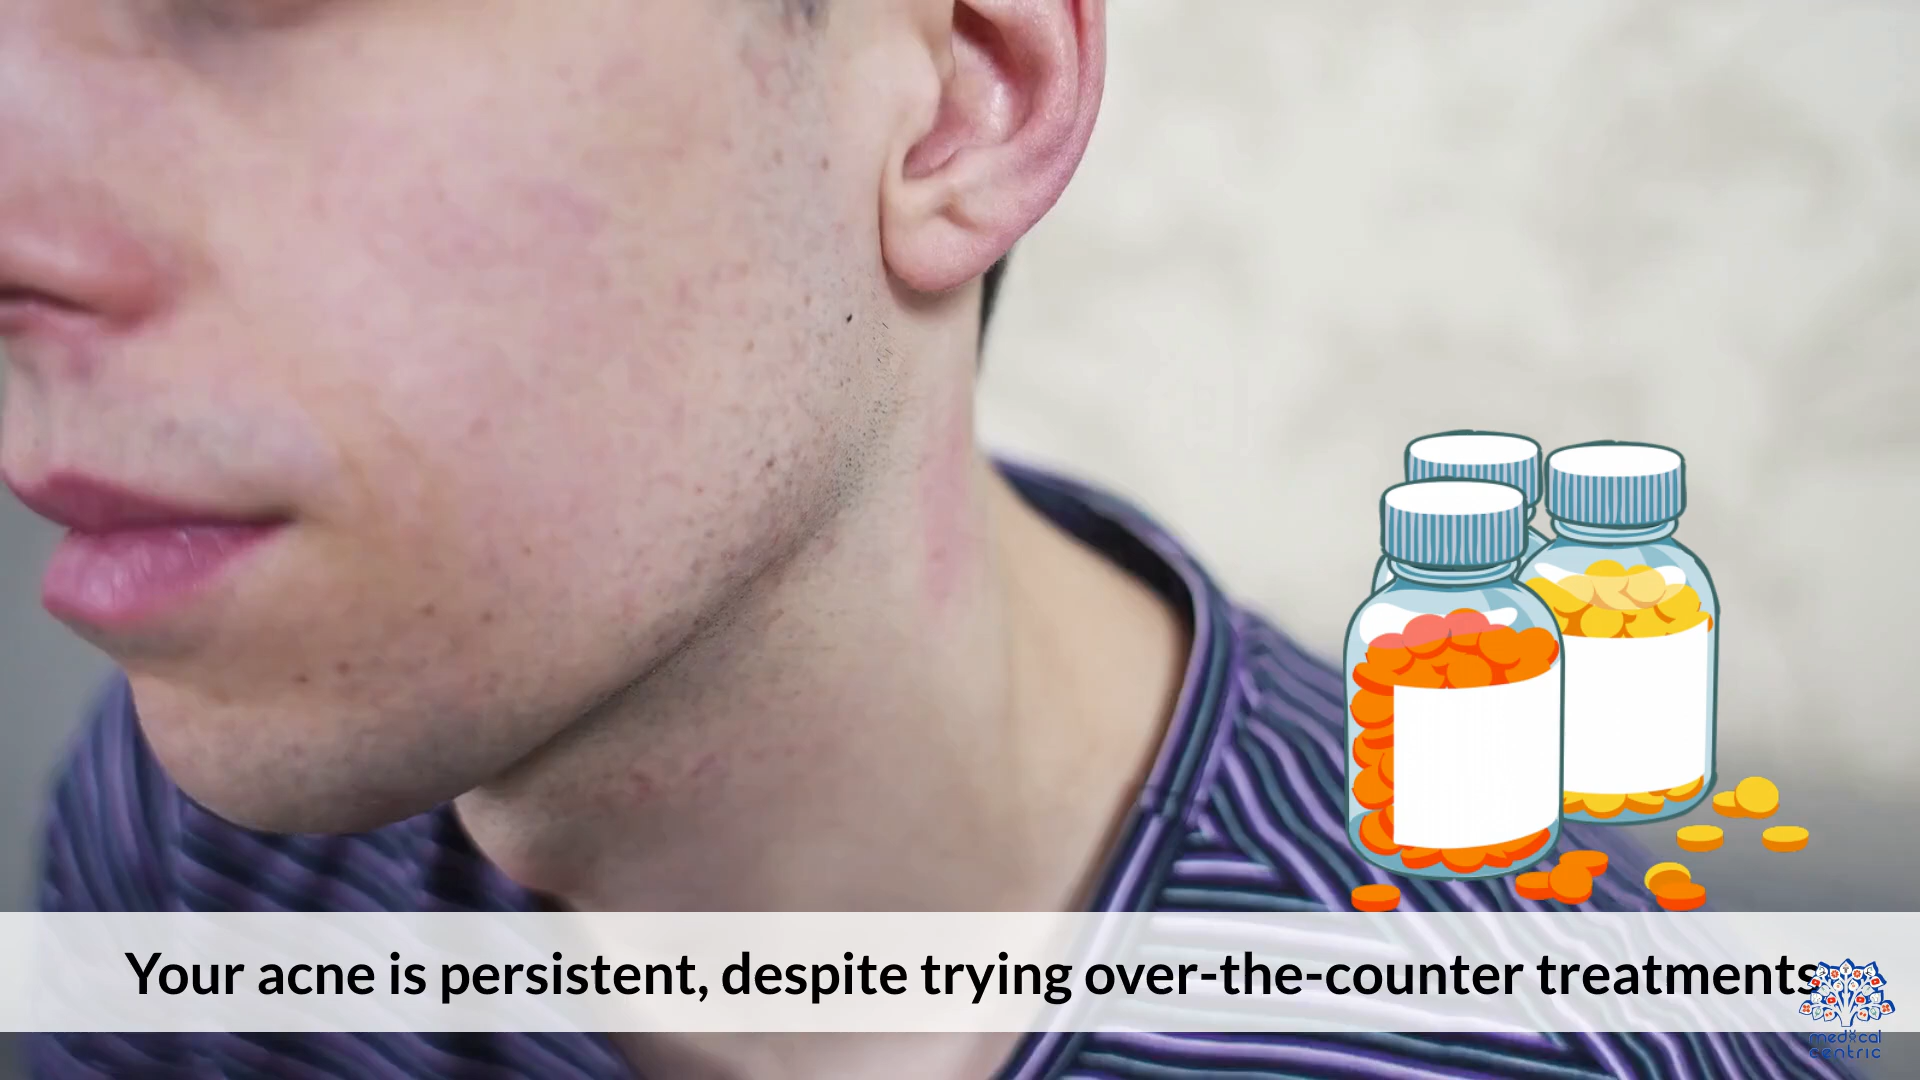 Your acne is persistent, despite trying over-the-counter treatments
medical
centric